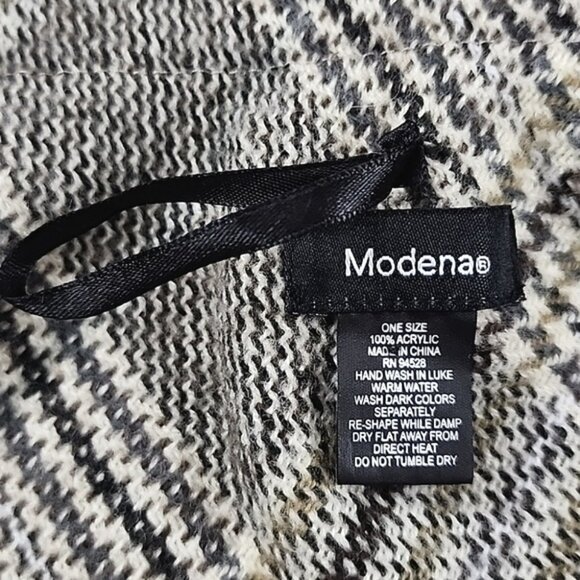 Modena®
ONE SIZE
100% ACRYLIC
MADE IN CHINA
RN 94528
HAND WASH IN LUKE
WARM WATER
WASH DARK COLORS
SEPARATELY
RE-SHAPE WHILE DAMP
DRY FLAT AWAY FROM
DIRECT HEAT
DO NOT TUMBLE DRY